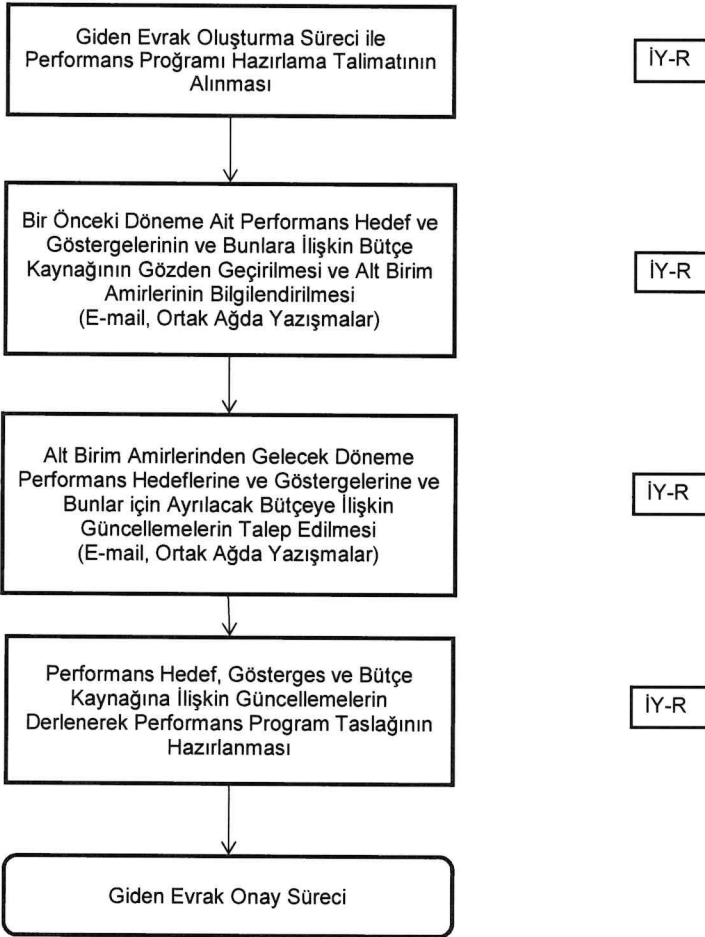 Giden Evrak Oluşturma Süreci ile
Performans Proğramı Hazırlama Talimatının
Alınması
İY-R
Bir Önceki Döneme Ait Performans Hedef ve
Göstergelerinin ve Bunlara İlişkin Bütçe
Kaynağının Gözden Geçirilmesi ve Alt Birim
Amirlerinin Bilgilendirilmesi
(E-mail, Ortak Ağda Yazışmalar)
İY-R
Alt Birim Amirlerinden Gelecek Döneme
Performans Hedeflerine ve Göstergelerine ve
Bunlar için Ayrılacak Bütçeye İlişkin
Güncellemelerin Talep Edilmesi
(E-mail, Ortak Ağda Yazışmalar)
İY-R
Performans Hedef, Gösterges ve Bütçe
Kaynağına İlişkin Güncellemelerin
Derlenerek Performans Program Taslağının
Hazırlanması
İY-R
Giden Evrak Onay Süreci